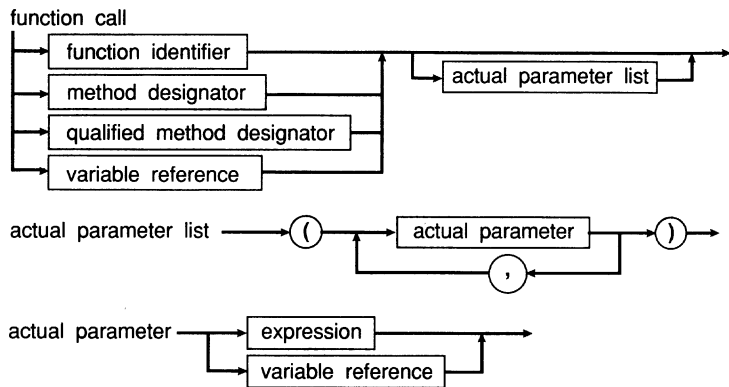 function call
function identifier
actual parameter list
method designator
qualified method designator
variable reference
actual parameter list ( actual parameter )
,
actual parameter expression
variable reference